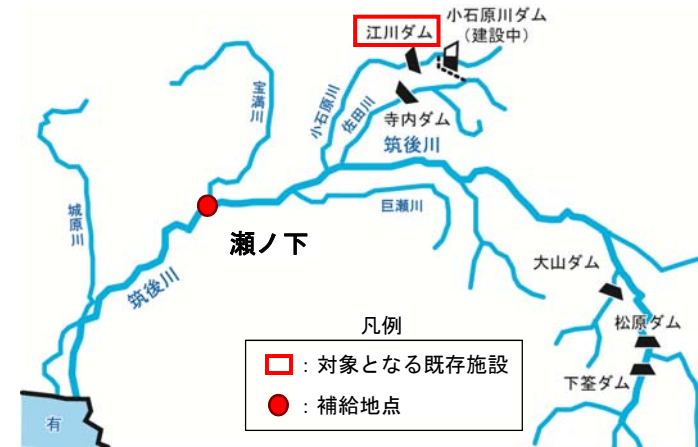 小石原川ダム
（建設中）
江川ダム
宝満川
小石原川
佐田川
寺内ダム
筑後川
城原川
巨瀬川
瀬ノ下
筑後川
大山ダム
松原ダム
下筌ダム
凡例
：対象となる既存施設
：補給地点
有